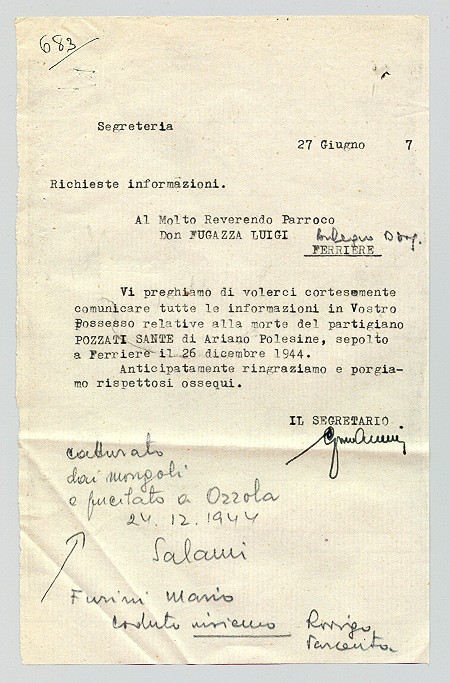 683
Segreteria
27 Giugno 7
Richieste informazioni.
Al Molto Reverendo Parroco
Don FUGAZZA LUIGI
FERRIERE
Vi preghiamo di volerci cortesemente
comunicare tutte le informazioni in Vostro
Possesso relative alla morte del partigiano
POZZATI SANTE di Ariano Polesine, sepolto
a Ferriere il 26 dicembre 1944.
Anticipatamente ringraziamo e porgia-
mo rispettosi ossequi.
IL SEGRETARIO
catturato
dai mongoli
e fucilato a Ozzola
24.12.1944
Salami
Furini Mario
caduto insieme Rovigo